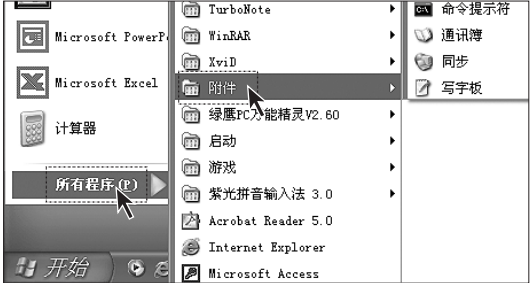 Microsoft PowerP
Microsoft Excel
计算器
所有程序(P)
开始
TurboNote
WinRAR
XviD
附件
绿鹰PC万能精灵V2.60
启动
游戏
紫光拼音输入法 3.0
Acrobat Reader 5.0
Internet Explorer
Microsoft Access
命令提示符
通讯簿
同步
写字板